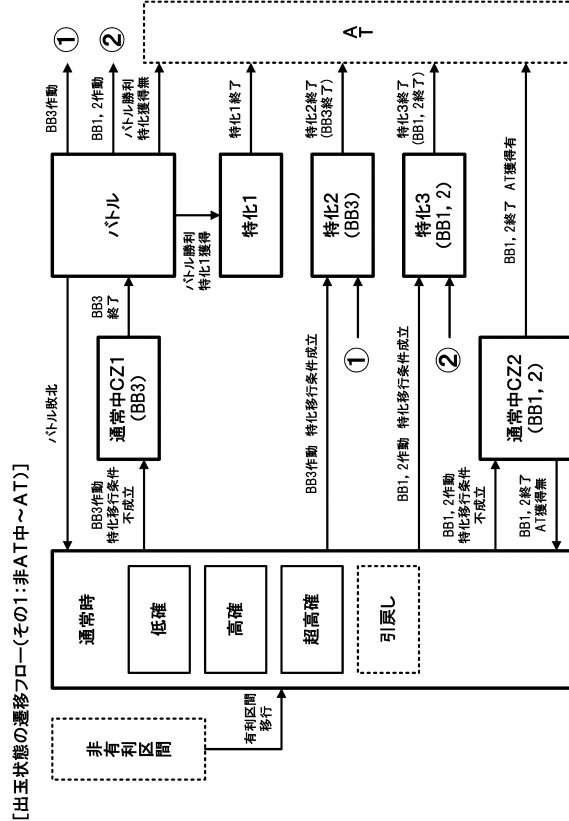 [出玉状態の遷移フロー(その1:非AT中～AT)]
非
有利
区間
有利区間
移行
通常時
低確
高確
超高確
引戻し
バトル敗北
BB3作動
特化移行条件
不成立
通常中CZ1
(BB3)
BB3
終了
バトル
BB3作動
①
BB1, 2作動
②
バトル勝利
特化獲得無
バトル勝利
特化1獲得
特化1
特化1終了
BB3作動 特化移行条件成立
①
特化2
(BB3)
特化2終了
(BB3終了)
BB1, 2作動 特化移行条件成立
②
特化3
(BB1, 2)
特化3終了
(BB1, 2終了)
BB1, 2作動
特化移行条件
不成立
BB1, 2終了
AT獲得無
通常中CZ2
(BB1, 2)
BB1, 2終了 AT獲得有
AT